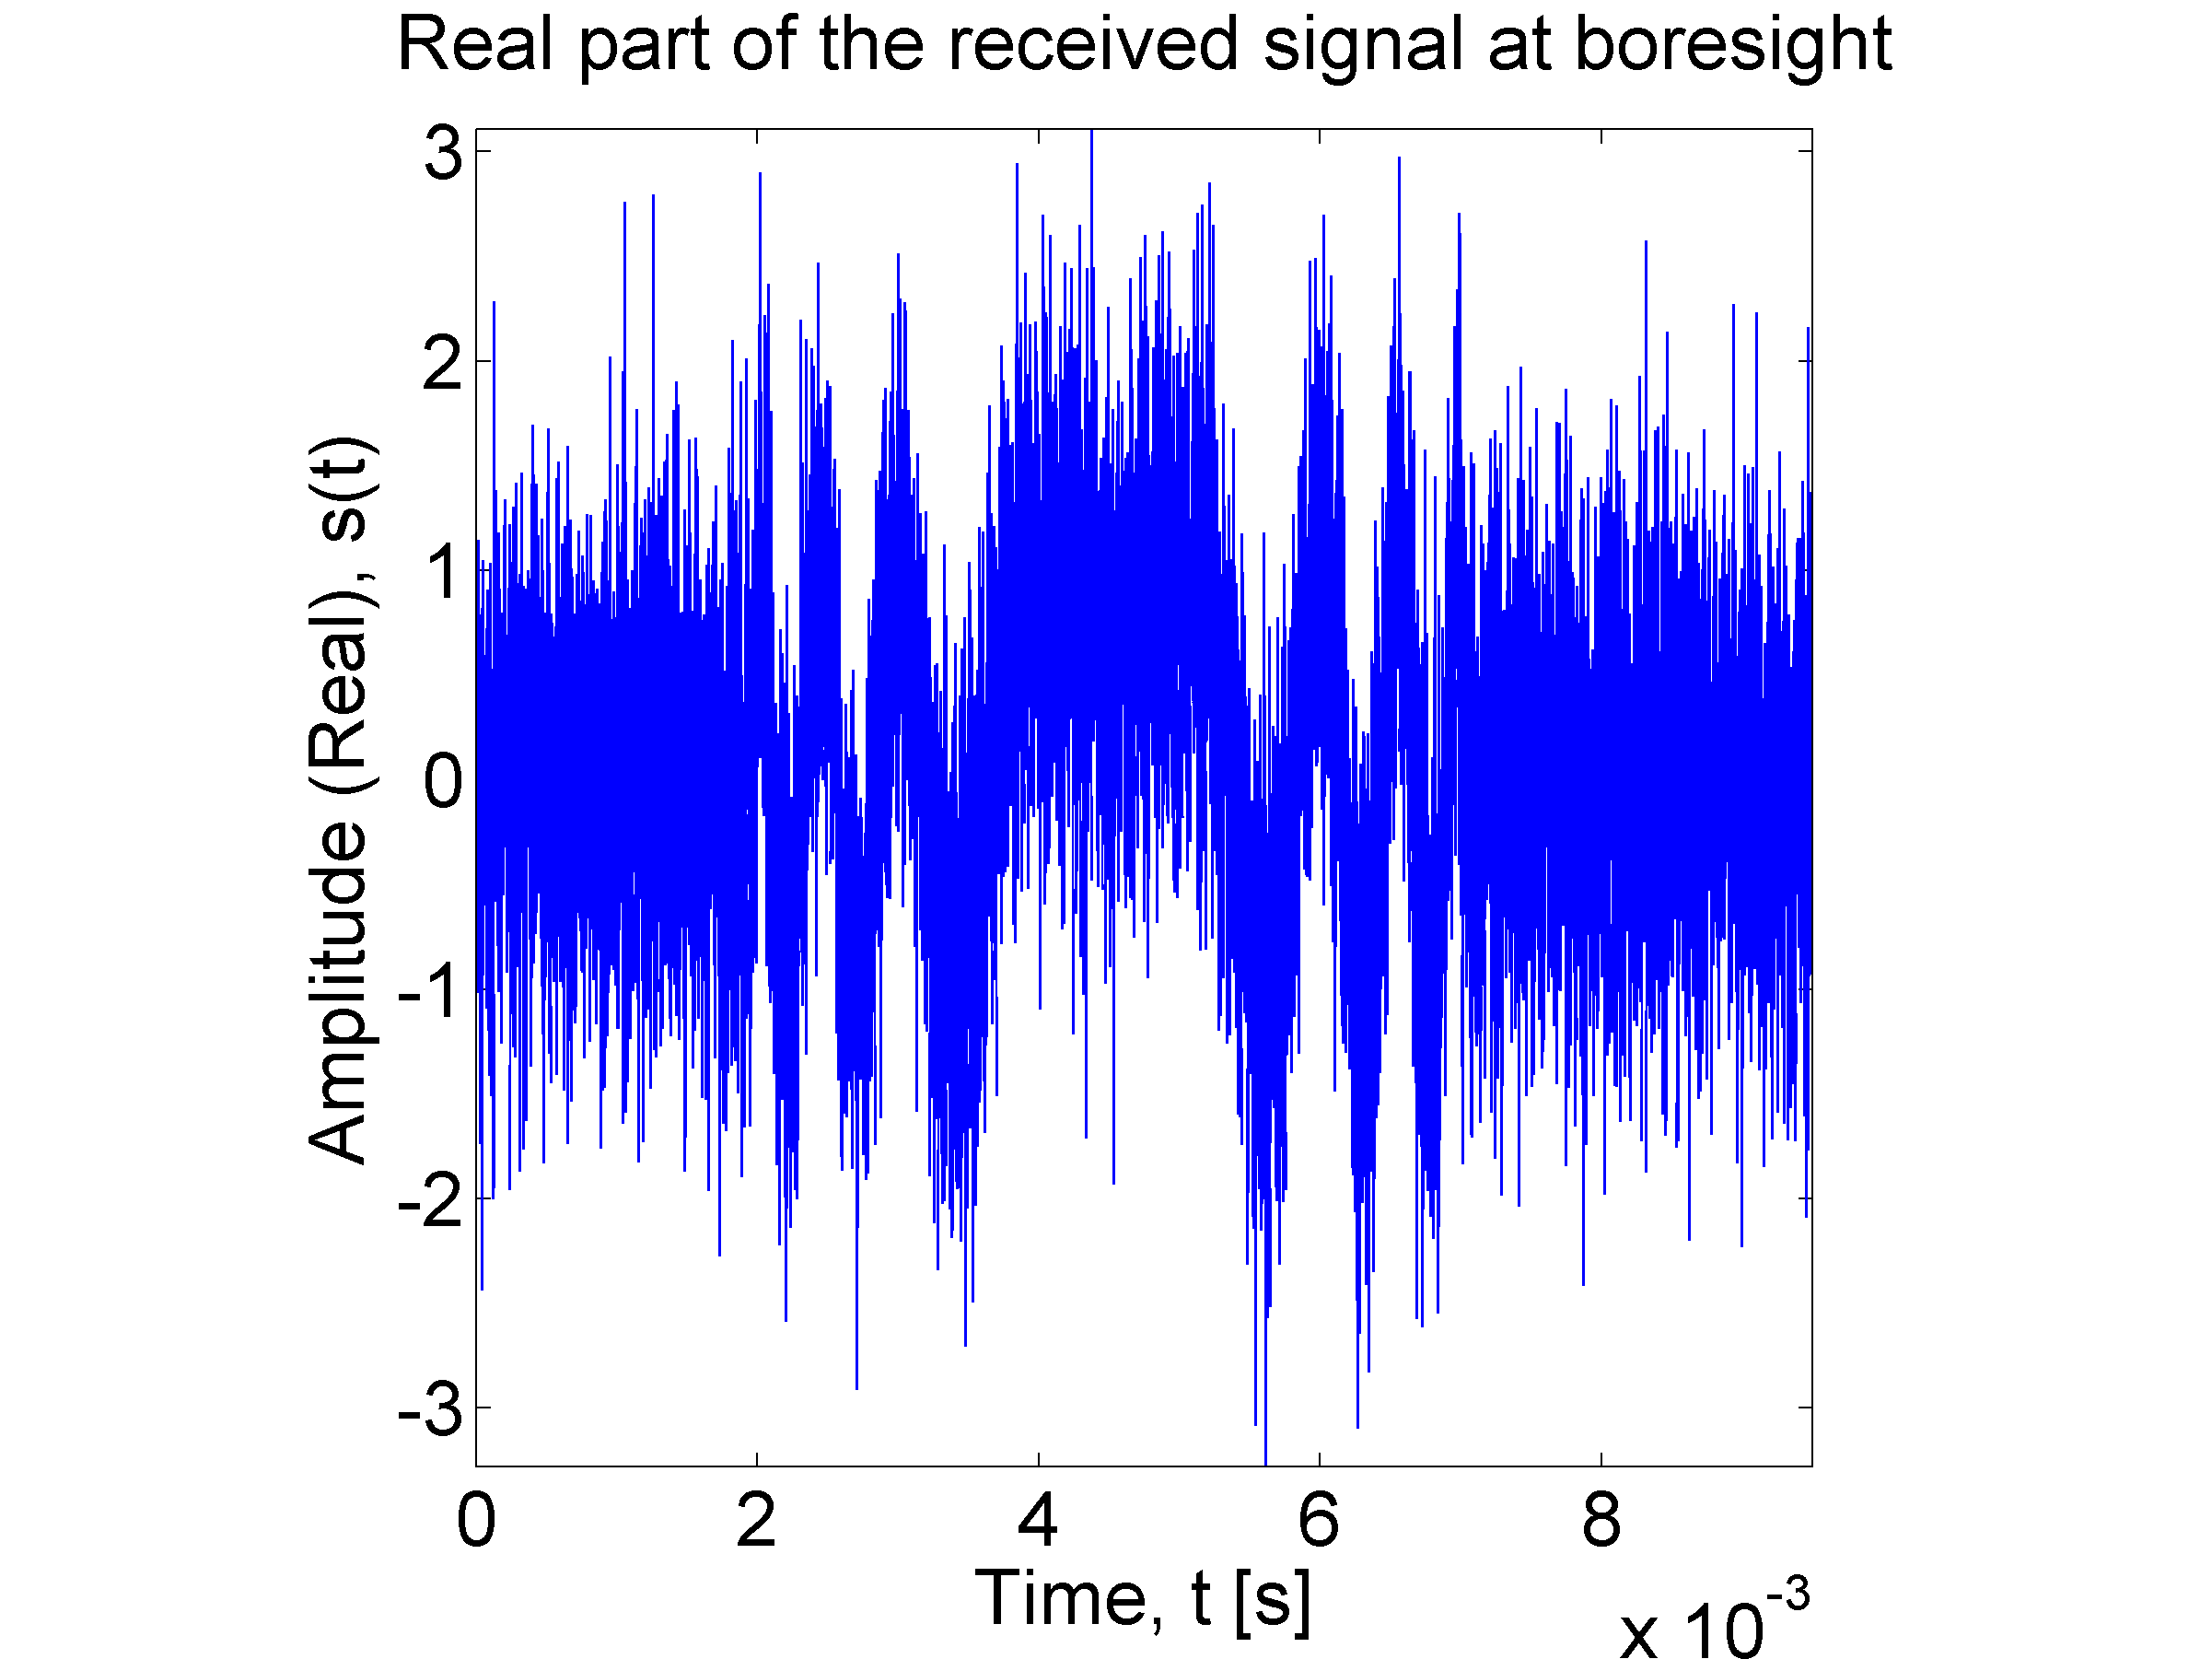 Real part of the received signal at boresight
Amplitude (Real), s(t)
3
2
1
0
-1
-2
-3
0 2 4 6 8
Time, t [s]
x 10^-3